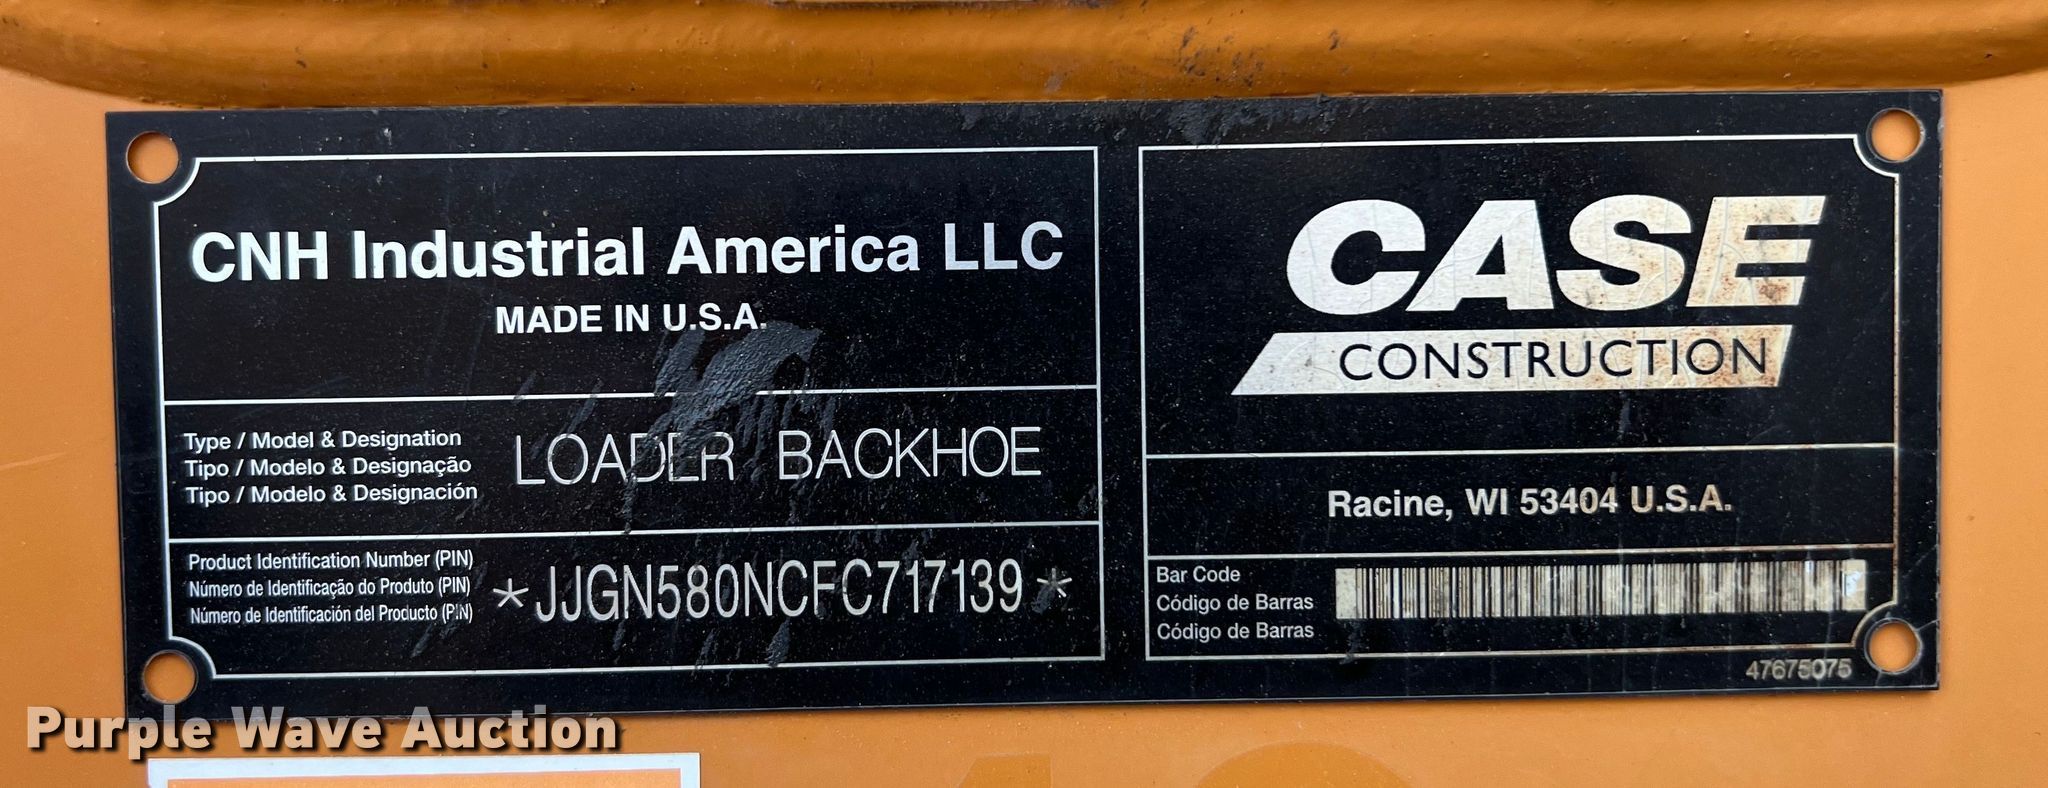 CNH Industrial America LLC
MADE IN U.S.A.
Type / Model & Designation
Tipo / Modelo & Designação
Tipo / Modelo & Designación
LOADER BACKHOE
Product Identification Number (PIN)
Número de Identificação do Produto (PIN)
Número de Identificación del Producto (PIN)
*JJGN580NCFC717139*
CASE
CONSTRUCTION
Racine, WI 53404 U.S.A.
Bar Code
Código de Barras
Código de Barras
47675075
Purple Wave Auction